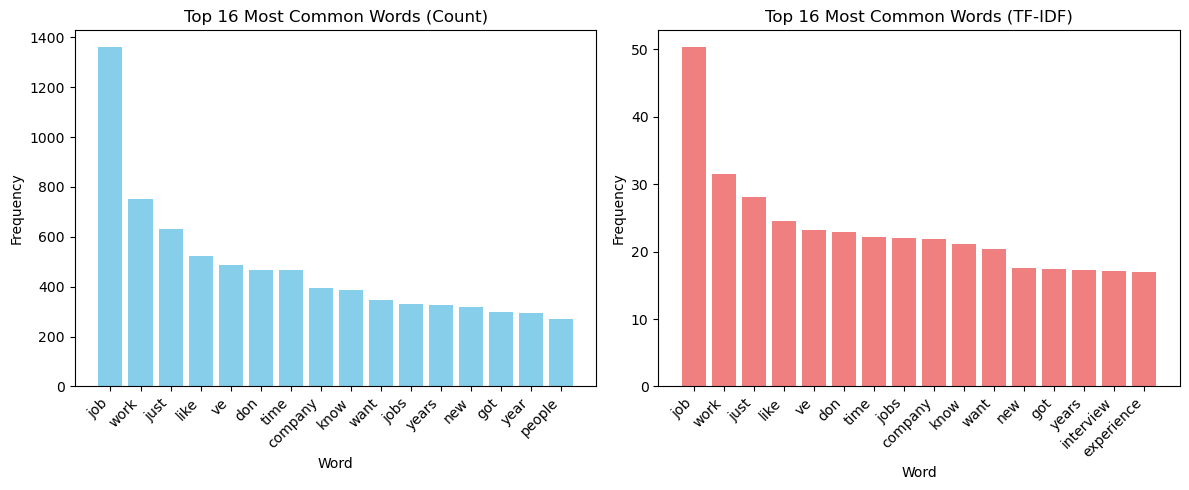 Top 16 Most Common Words (Count)
Frequency
1400
1200
1000
800
600
400
200
0
job
work
just
like
ve
don
time
company
know
want
jobs
years
new
got
year
people
Word
Top 16 Most Common Words (TF-IDF)
Frequency
50
40
30
20
10
0
job
work
just
like
ve
don
time
jobs
company
know
want
new
got
years
interview
experience
Word